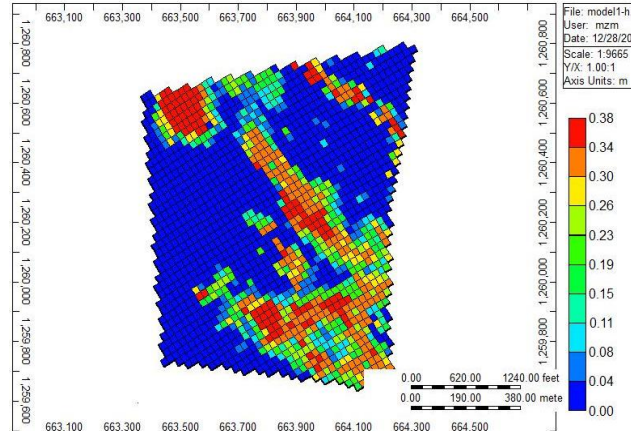 663,100 663,300 663,500 663,700 663,900 664,100 664,300 664,500
File: model1-h
User: mzm
Date: 12/28/20
Scale: 1:9665
Y/X: 1.00:1
Axis Units: m
1,260,800 1,260,800
1,260,600 1,260,600
1,260,400 1,260,400
1,260,200 1,260,200
1,260,000 1,260,000
1,259,800 1,259,800
1,259,600 1,259,600
0.38
0.34
0.30
0.26
0.23
0.19
0.15
0.11
0.08
0.04
0.00
0.00 620.00 1240.00 feet
0.00 190.00 380.00 mete
663,100 663,300 663,500 663,700 663,900 664,100 664,300 664,500